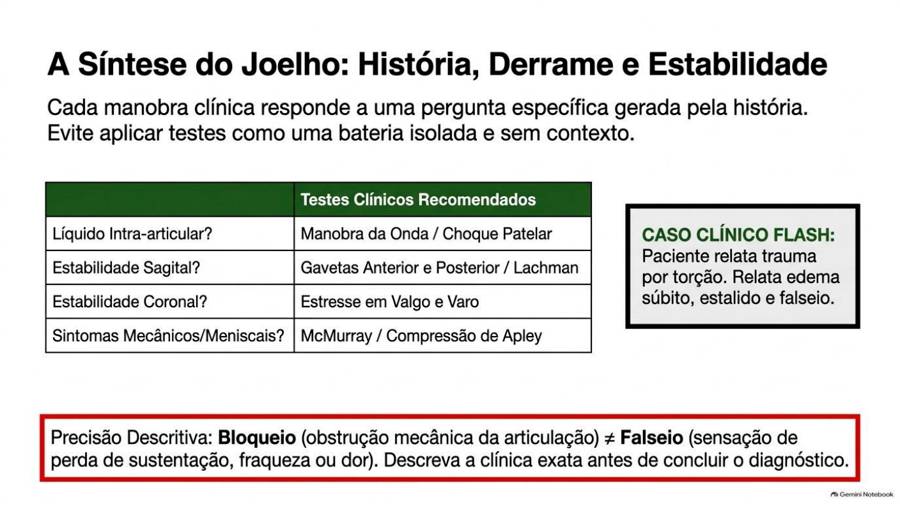 A Síntese do Joelho: História, Derrame e Estabilidade
Cada manobra clínica responde a uma pergunta específica gerada pela história.
Evite aplicar testes como uma bateria isolada e sem contexto.
Testes Clínicos Recomendados
Líquido Intra-articular? Manobra da Onda / Choque Patelar
Estabilidade Sagital? Gavetas Anterior e Posterior / Lachman
Estabilidade Coronal? Estresse em Valgo e Varo
Sintomas Mecânicos/Meniscais? McMurray / Compressão de Apley
CASO CLÍNICO FLASH:
Paciente relata trauma
por torção. Relata edema
súbito, estalido e falseio.
Precisão Descritiva: Bloqueio (obstrução mecânica da articulação) ≠ Falseio (sensação de
perda de sustentação, fraqueza ou dor). Descreva a clínica exata antes de concluir o diagnóstico.
Gemini Notebook